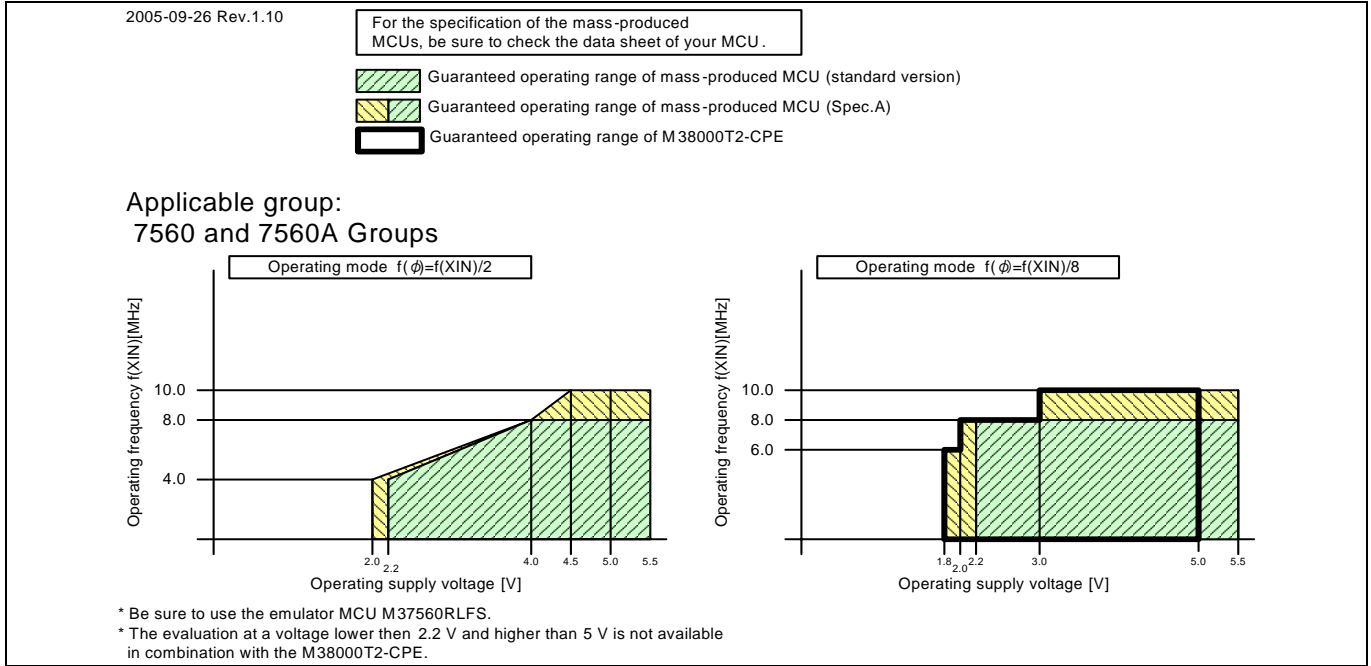 2005-09-26 Rev.1.10
For the specification of the mass-produced
MCUs, be sure to check the data sheet of your MCU.
Guaranteed operating range of mass-produced MCU (standard version)
Guaranteed operating range of mass-produced MCU (Spec.A)
Guaranteed operating range of M38000T2-CPE
Applicable group:
7560 and 7560A Groups
Operating mode f(ϕ)=f(XIN)/2
Operating frequency f(XIN)[MHz]
10.0
8.0
4.0
2.0
2.2
4.0
4.5
5.0
5.5
Operating supply voltage [V]
Operating mode f(ϕ)=f(XIN)/8
Operating frequency f(XIN)[MHz]
10.0
8.0
6.0
1.8
2.0
2.2
3.0
5.0
5.5
Operating supply voltage [V]
* Be sure to use the emulator MCU M37560RLFS.
* The evaluation at a voltage lower then 2.2 V and higher than 5 V is not available
in combination with the M38000T2-CPE.